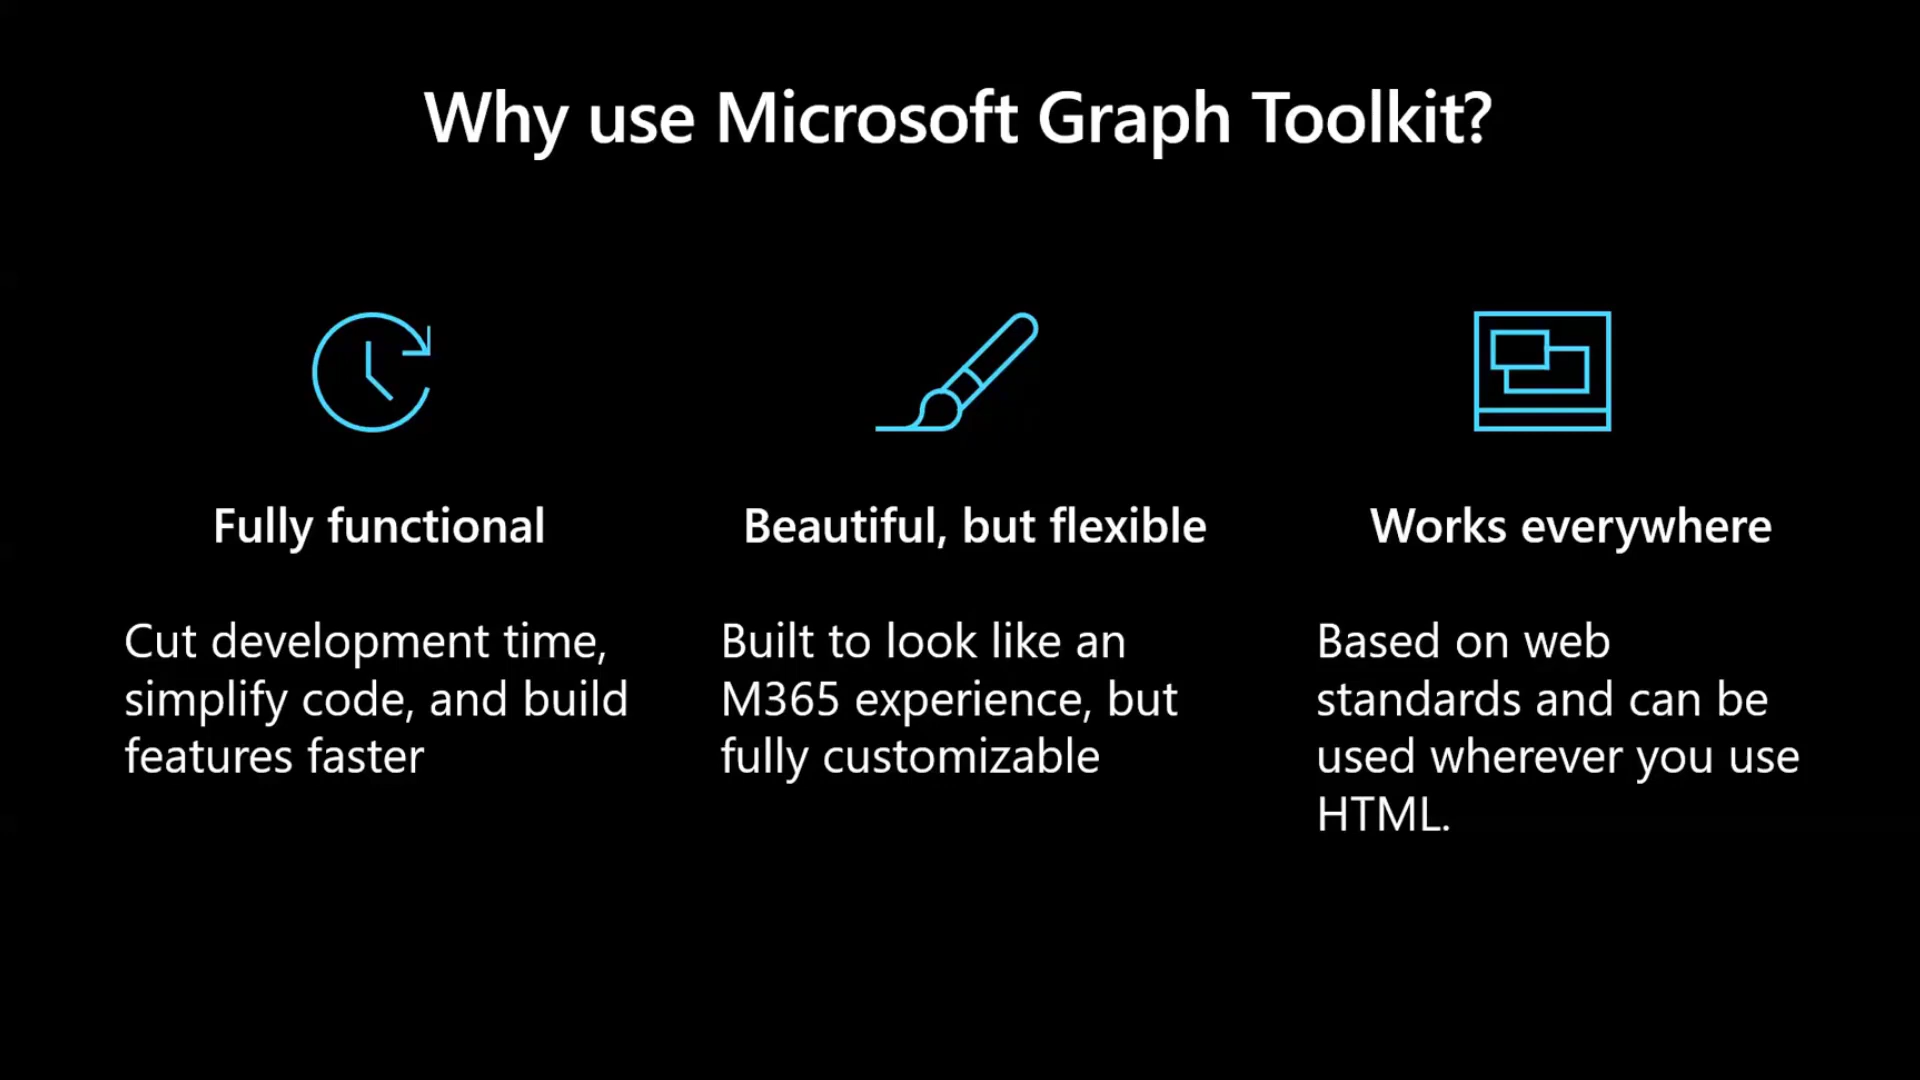 Why use Microsoft Graph Toolkit?
Fully functional
Cut development time,
simplify code, and build
features faster
Beautiful, but flexible
Built to look like an
M365 experience, but
fully customizable
Works everywhere
Based on web
standards and can be
used wherever you use
HTML.